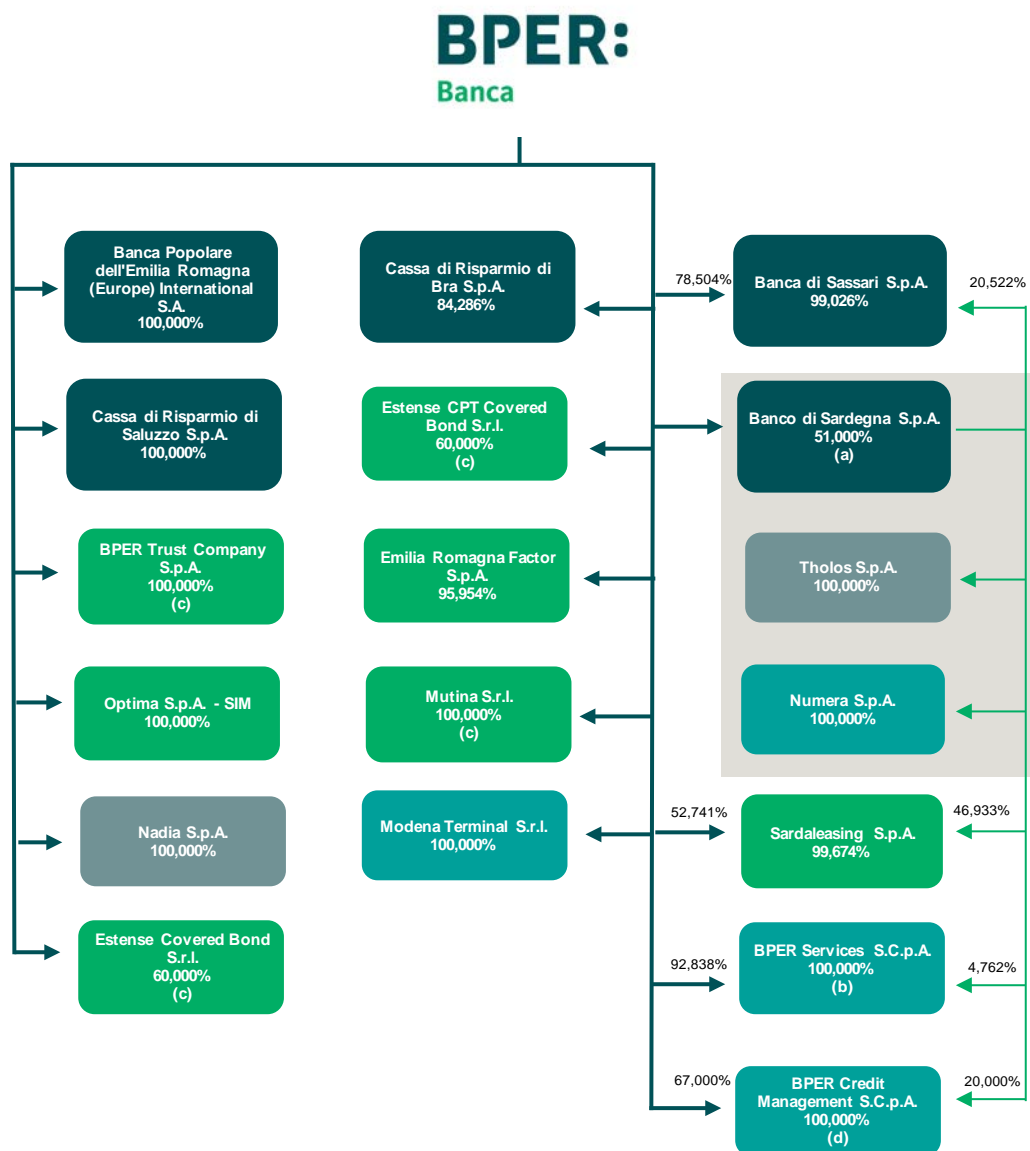 BPER:
Banca
Banca Popolare
dell'Emilia Romagna
(Europe) International
S.A.
100,000%
Cassa di Risparmio di
Bra S.p.A.
84,286%
78,504%
Banca di Sassari S.p.A.
99,026%
20,522%
Cassa di Risparmio di
Saluzzo S.p.A.
100,000%
Estense CPT Covered
Bond S.r.l.
60,000%
(c)
Banco di Sardegna S.p.A.
51,000%
(a)
BPER Trust Company
S.p.A.
100,000%
(c)
Emilia Romagna Factor
S.p.A.
95,954%
Tholos S.p.A.
100,000%
Optima S.p.A. - SIM
100,000%
Mutina S.r.l.
100,000%
(c)
Numera S.p.A.
100,000%
Nadia S.p.A.
100,000%
Modena Terminal S.r.l.
100,000%
52,741%
Sardaleasing S.p.A.
99,674%
46,933%
Estense Covered Bond
S.r.l.
60,000%
(c)
92,838%
BPER Services S.C.p.A.
100,000%
(b)
4,762%
67,000%
BPER Credit
Management S.C.p.A.
100,000%
(d)
20,000%